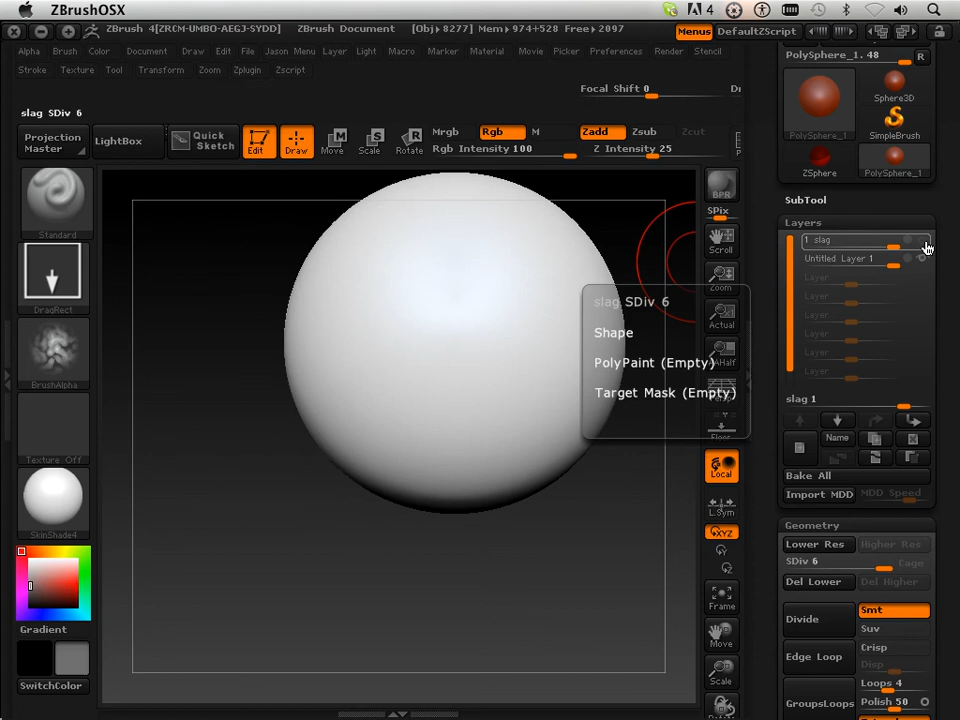 ZBrushOSX
4
ZBrush 4[ZRCM-UMBO-AEGJ-SYDD]
ZBrush Document
[Obj>8277] Mem>974+528 Free>2097
Menus
DefaultZScript
Alpha
Brush
Color
Document
Draw
Edit
File
Jason Menu
Layer
Light
Macro
Marker
Material
Movie
Picker
Preferences
Render
Stencil
Stroke
Texture
Tool
Transform
Zoom
Zplugin
Zscript
PolySphere_1. 48
R
Focal Shift 0
Dr
slag SDiv 6
Projection
Master
LightBox
Quick
Sketch
Edit
Draw
Move
Scale
Rotate
Mrgb
Rgb
M
Rgb Intensity 100
Zadd
Zsub
Zcut
Z Intensity 25
PolySphere_1
Sphere3D
SimpleBrush
ZSphere
PolySphere_1
Standard
DragRect
BrushAlpha
Texture Off
SkinShade4
Gradient
SwitchColor
BPR
SPix
Scroll
Zoom
Actual
AAHalf
Persp
Floor
Local
L.Sym
XYZ
Y
Z
Frame
Move
Scale
slag SDiv 6
Shape
PolyPaint (Empty)
Target Mask (Empty)
SubTool
Layers
1 slag
Untitled Layer 1
Layer
Layer
Layer
Layer
Layer
Layer
slag 1
Name
Bake All
Import MDD
MDD Speed
Geometry
Lower Res
Higher Res
SDiv 6
Cage
Del Lower
Del Higher
Divide
Smt
Suv
Edge Loop
Crisp
Disp
Loops 4
GroupsLoops
Polish 50